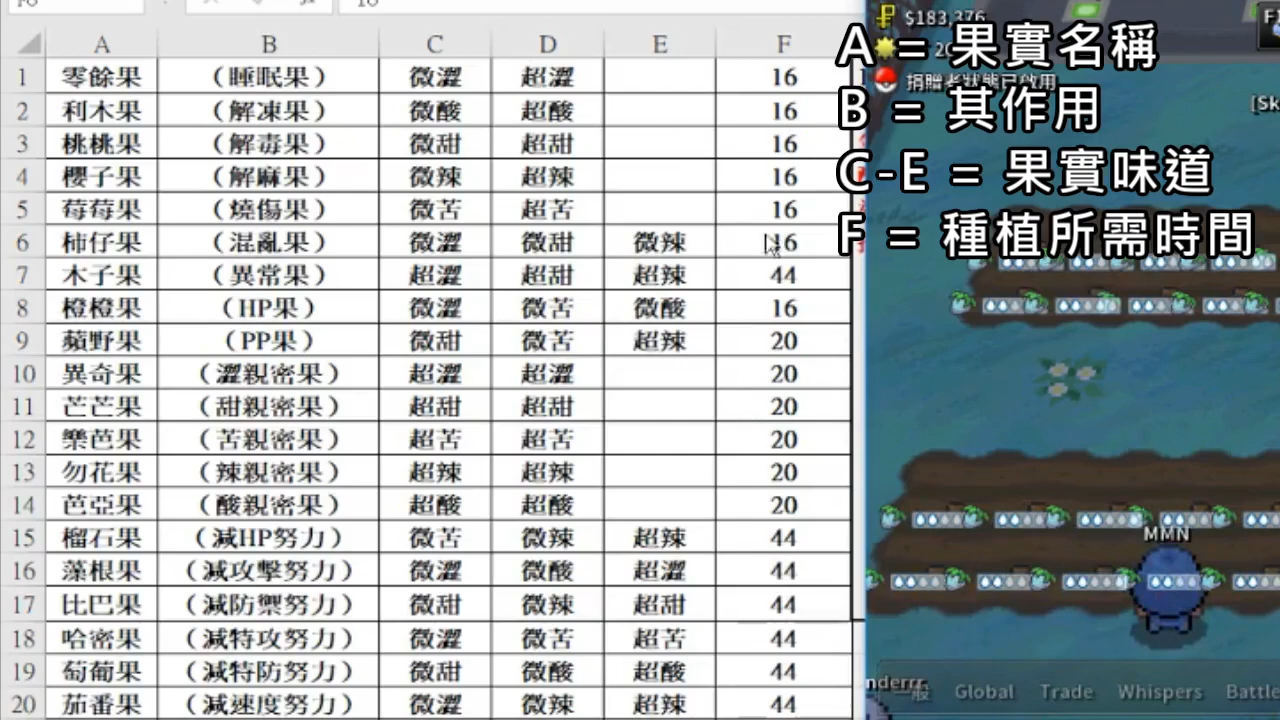 A B C D E F
1 零餘果 (睡眠果) 微澀 超澀 16
2 利木果 (解凍果) 微酸 超酸 16
3 桃桃果 (解毒果) 微甜 超甜 16
4 櫻子果 (解麻果) 微辣 超辣 16
5 莓莓果 (燒傷果) 微苦 超苦 16
6 柿仔果 (混亂果) 微澀 微甜 微辣 16
7 木子果 (異常果) 超澀 超甜 超辣 44
8 橙橙果 (HP果) 微澀 微苦 微酸 16
9 蘋野果 (PP果) 微甜 微苦 超辣 20
10 異奇果 (澀親密果) 超澀 超澀 20
11 芒芒果 (甜親密果) 超甜 超甜 20
12 樂芭果 (苦親密果) 超苦 超苦 20
13 勿花果 (辣親密果) 超辣 超辣 20
14 芭亞果 (酸親密果) 超酸 超酸 20
15 榴石果 (減HP努力) 微苦 微辣 超辣 44
16 藻根果 (減攻擊努力) 微澀 微酸 超澀 44
17 比巴果 (減防禦努力) 微甜 微辣 超甜 44
18 哈密果 (減特攻努力) 微澀 微苦 超苦 44
19 萄葡果 (減特防努力) 微甜 微酸 超酸 44
20 茄番果 (減速度努力) 微澀 微辣 超辣 44
$183,376
20
捐贈者狀態已啟用
[Sk
A = 果實名稱
B = 其作用
C-E = 果實味道
F = 種植所需時間
MMN
nderrr
一般 Global Trade Whispers Battle